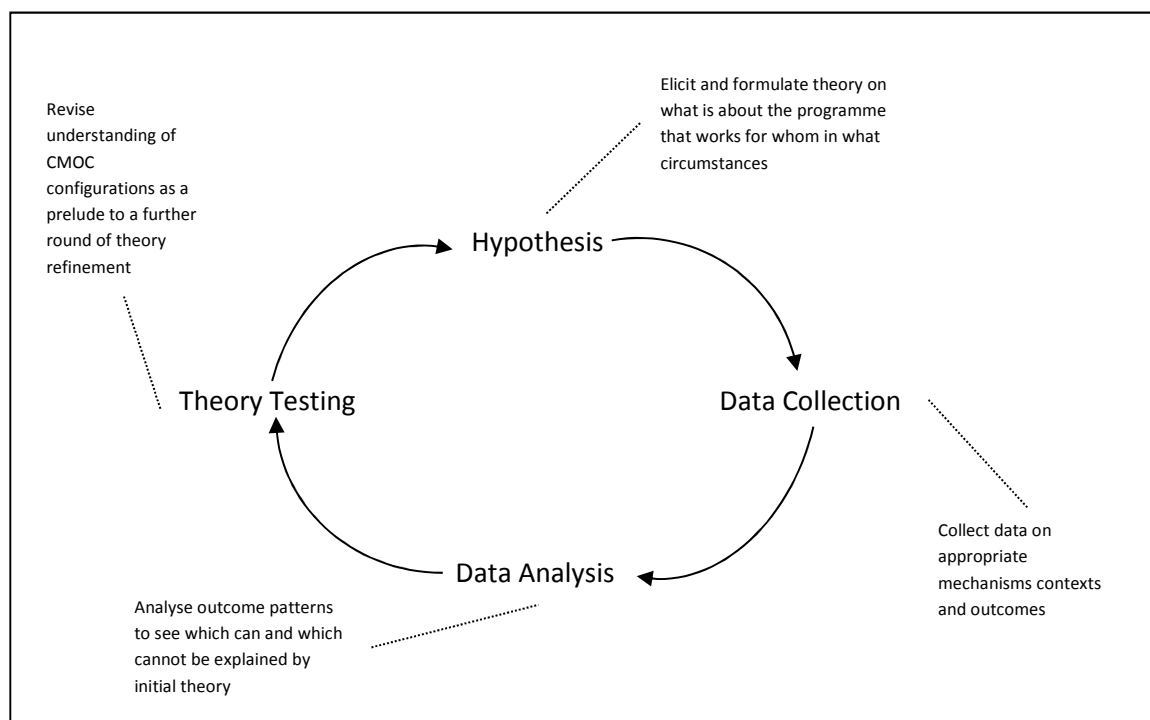 Elicit and formulate theory on
what is about the programme
that works for whom in what
circumstances
Revise
understanding of
CMOC
configurations as a
prelude to a further
round of theory
refinement
Hypothesis
Theory Testing
Data Collection
Collect data on
appropriate
mechanisms contexts
and outcomes
Data Analysis
Analyse outcome patterns
to see which can and which
cannot be explained by
initial theory